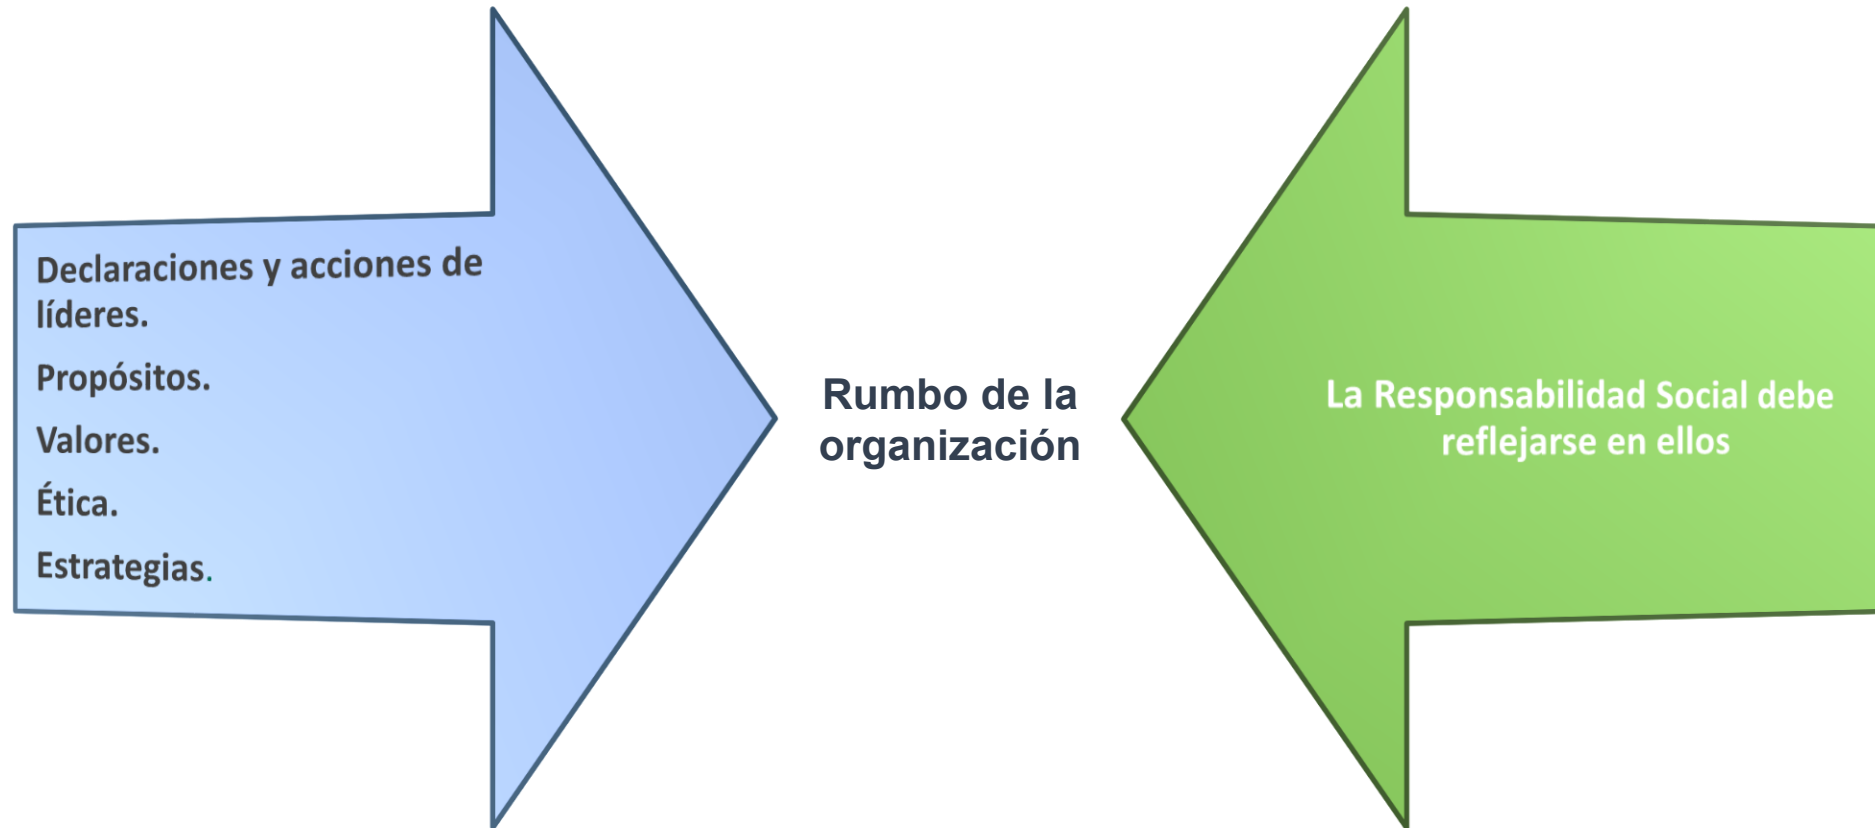 Declaraciones y acciones de
líderes.
Propósitos.
Valores.
Ética.
Estrategias.
Rumbo de la
organización
La Responsabilidad Social debe
reflejarse en ellos